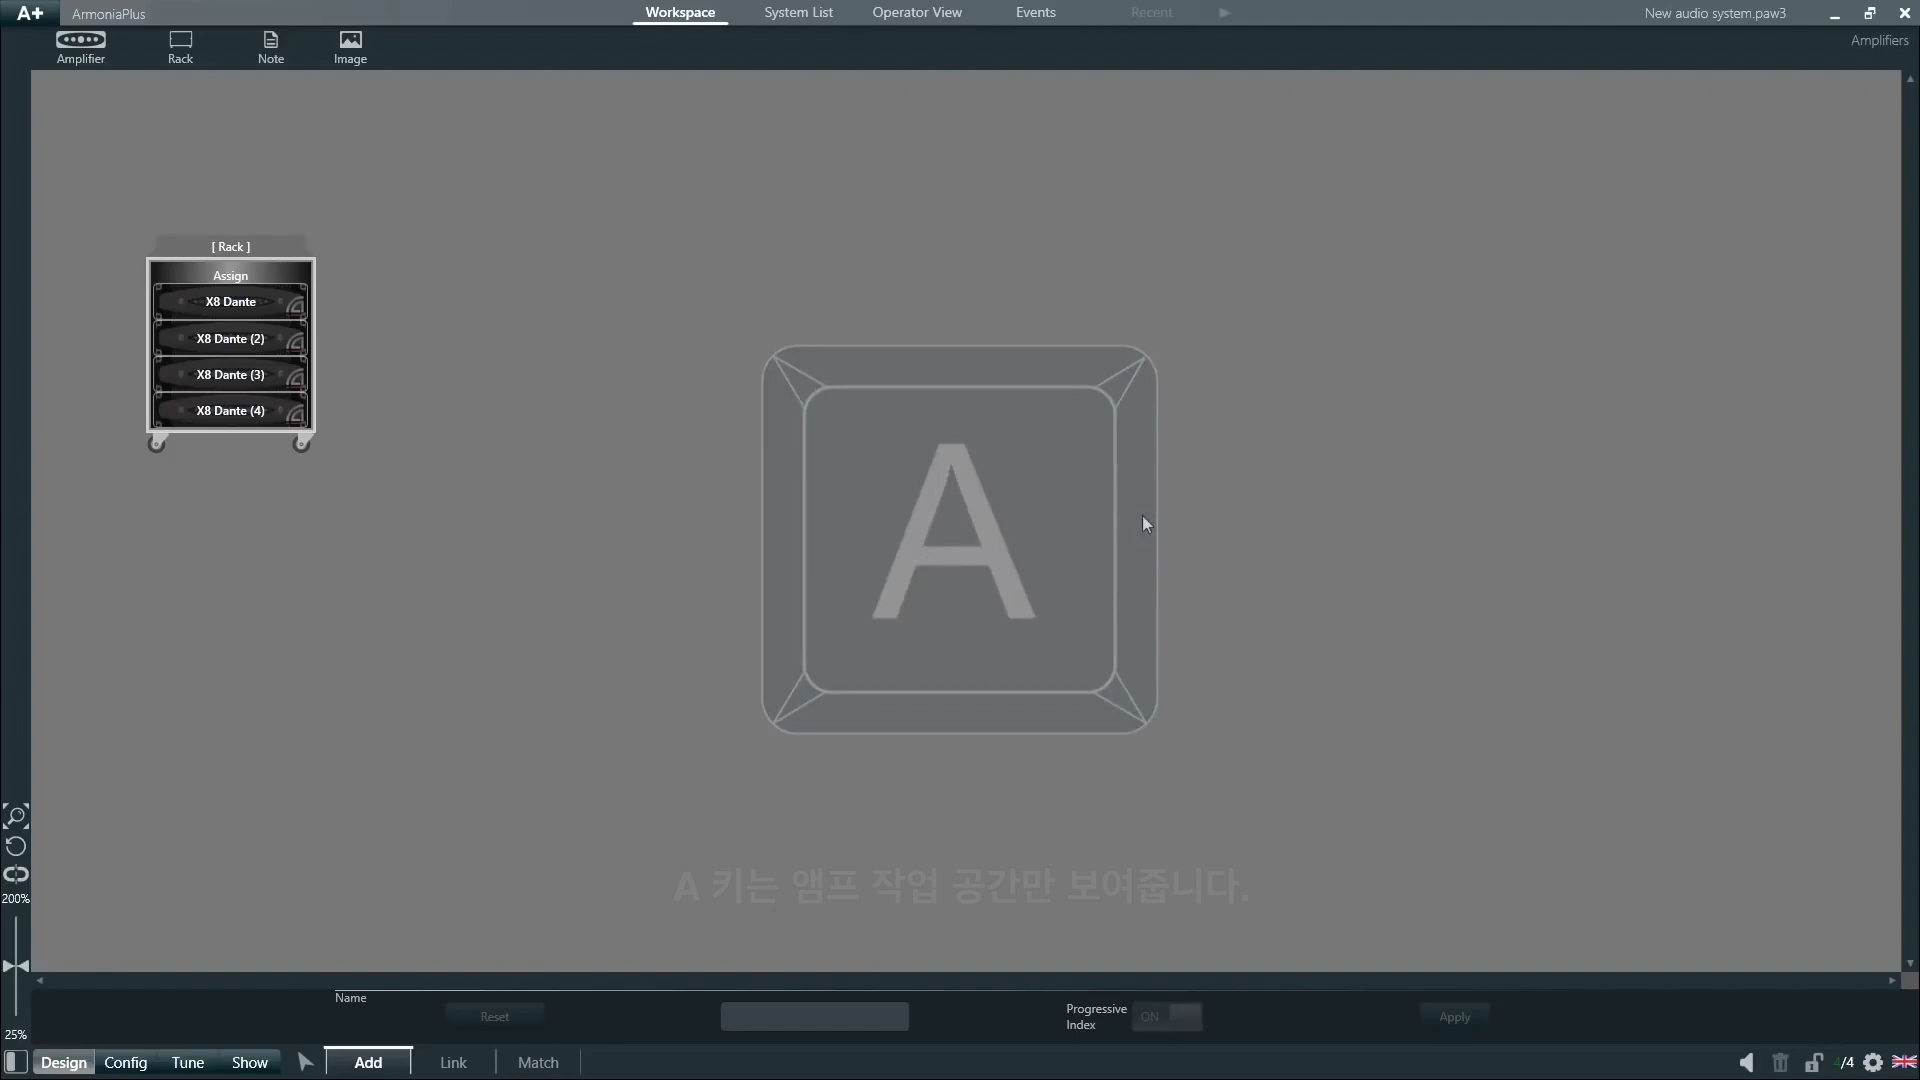 A+ ArmoniaPlus Workspace System List Operator View Events Recent New audio system.paw3
Amplifier Rack Note Image Amplifiers
[ Rack ]
Assign
X8 Dante
X8 Dante (2)
X8 Dante (3)
X8 Dante (4)
A
A 키는 앰프 작업 공간만 보여줍니다.
200%
25%
Name
Reset
Progressive
Index
ON
Apply
Design Config Tune Show Add Link Match 4/4